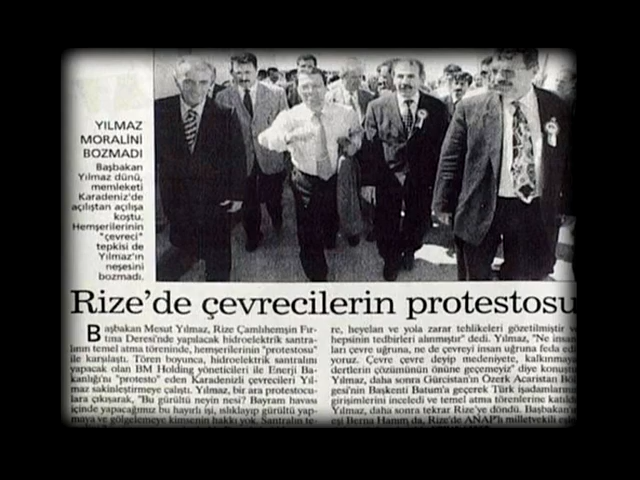 YILMAZ
MORALİNİ
BOZMADI
Başbakan
Yılmaz dünü,
memleketi
Karadeniz'de
açılıştan açılışa
koştu.
Hemşerilerinin
"çevreci"
tepkisi de
Yılmaz'ın
neşesini
bozmadı.
Rize'de çevrecilerin protestosu
Başbakan Mesut Yılmaz, Rize Çamlıhemşin Fır-
tına Deresi'nde yapılacak hidroelektrik santra-
lının temel atma töreninde, hemşerilerinin "protestosu"
ile karşılaştı. Tören boyunca, hidroelektrik santralını
yapacak olan BM Holding yöneticileri ile Enerji Ba-
kanlığı'nı "protesto" eden Karadenizli çevrecileri Yıl-
maz sakinleştirmeye çalıştı. Yılmaz, bir ara protestocu-
lara çıkışarak, "Bu gürültü neyin nesi? Bayram havası
içinde yapacağımız bu hayırlı işi, ıslıklayıp gürültü yap-
maya ve gölgelemeye kimsenin hakkı yok. Santralın te-
re, heyelan ve yola zarar tehlikeleri gözetilmiştir
hepsinin tedbirleri alınmıştır" dedi. Yılmaz, "Ne insan-
ları çevre uğruna, ne de çevreyi insan uğruna feda edi
yoruz. Çevre çevre deyip medeniyete, kalkınmaya
dertlerin çözümünün önüne geçemeyiz" diye konuştu
Yılmaz, daha sonra Gürcistan'ın Özerk Acaristan Böl
gesi'nin Başkenti Batum'a geçerek Türk işadamlarının
girişimlerini inceledi ve temel atma törenlerine katıldı
Yılmaz, daha sonra tekrar Rize'ye döndü. Başbakan'ın
eşi Berna Hanım da, Rize'de ANAP'lı milletvekili